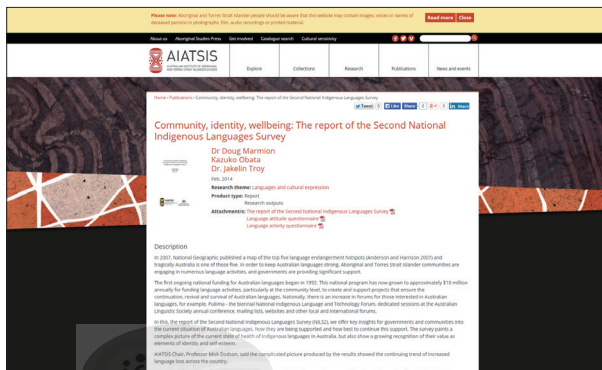 Please note: Aboriginal and Torres Strait Islander people should be aware that this website may contain images, voices or names of
deceased persons in photographs, film, audio recordings or printed material.
Read more Close
About us Aboriginal Studies Press Get involved Catalogue search Cultural sensitivity
AIATSIS
AUSTRALIAN INSTITUTE OF ABORIGINAL
AND TORRES STRAIT ISLANDER STUDIES
Explore Collections Research Publications News and events
Home › Publications › Community, identity, wellbeing: The report of the Second National Indigenous Languages Survey
Tweet 0 Like Share 0 0 Share
Community, identity, wellbeing: The report of the Second National
Indigenous Languages Survey
Dr Doug Marmion
Kazuko Obata
Dr. Jakelin Troy
Feb, 2014
Research theme: Languages and cultural expression
Product type: Report
Research outputs
Attachment/s: The report of the Second National Indigenous Languages Survey
Language attitude questionnaire
Language activity questionnaire
Description
In 2007, National Geographic published a map of the top five language endangerment hotspots (Anderson and Harrison 2007) and
tragically Australia is one of those five. In order to keep Australian languages strong, Aboriginal and Torres Strait Islander communities are
engaging in numerous language activities, and governments are providing significant support.
The first ongoing national funding for Australian languages began in 1992. This national program has now grown to approximately $10 million
annually for funding language activities, particularly at the community level, to create and support projects that ensure the
continuation, revival and survival of Australian languages. Nationally, there is an increase in forums for those interested in Australian
languages, for example, Puliima - the biennial National Indigenous Language and Technology Forum, dedicated sessions at the Australian
Linguistic Society annual conference, mailing lists, websites and other local and international forums.
In this, the report of the Second National Indigenous Languages Survey (NILS2), we offer key insights for governments and communities into
the current situation of Australian languages, how they are being supported and how best to continue this support. The survey paints a
complex picture of the current state of health of Indigenous languages in Australia, but also show a growing recognition of their value as
elements of identity and self-esteem.
AIATSIS Chair, Professor Mick Dodson, said the complicated picture produced by the results showed the continuing trend of increased
language loss across the country.